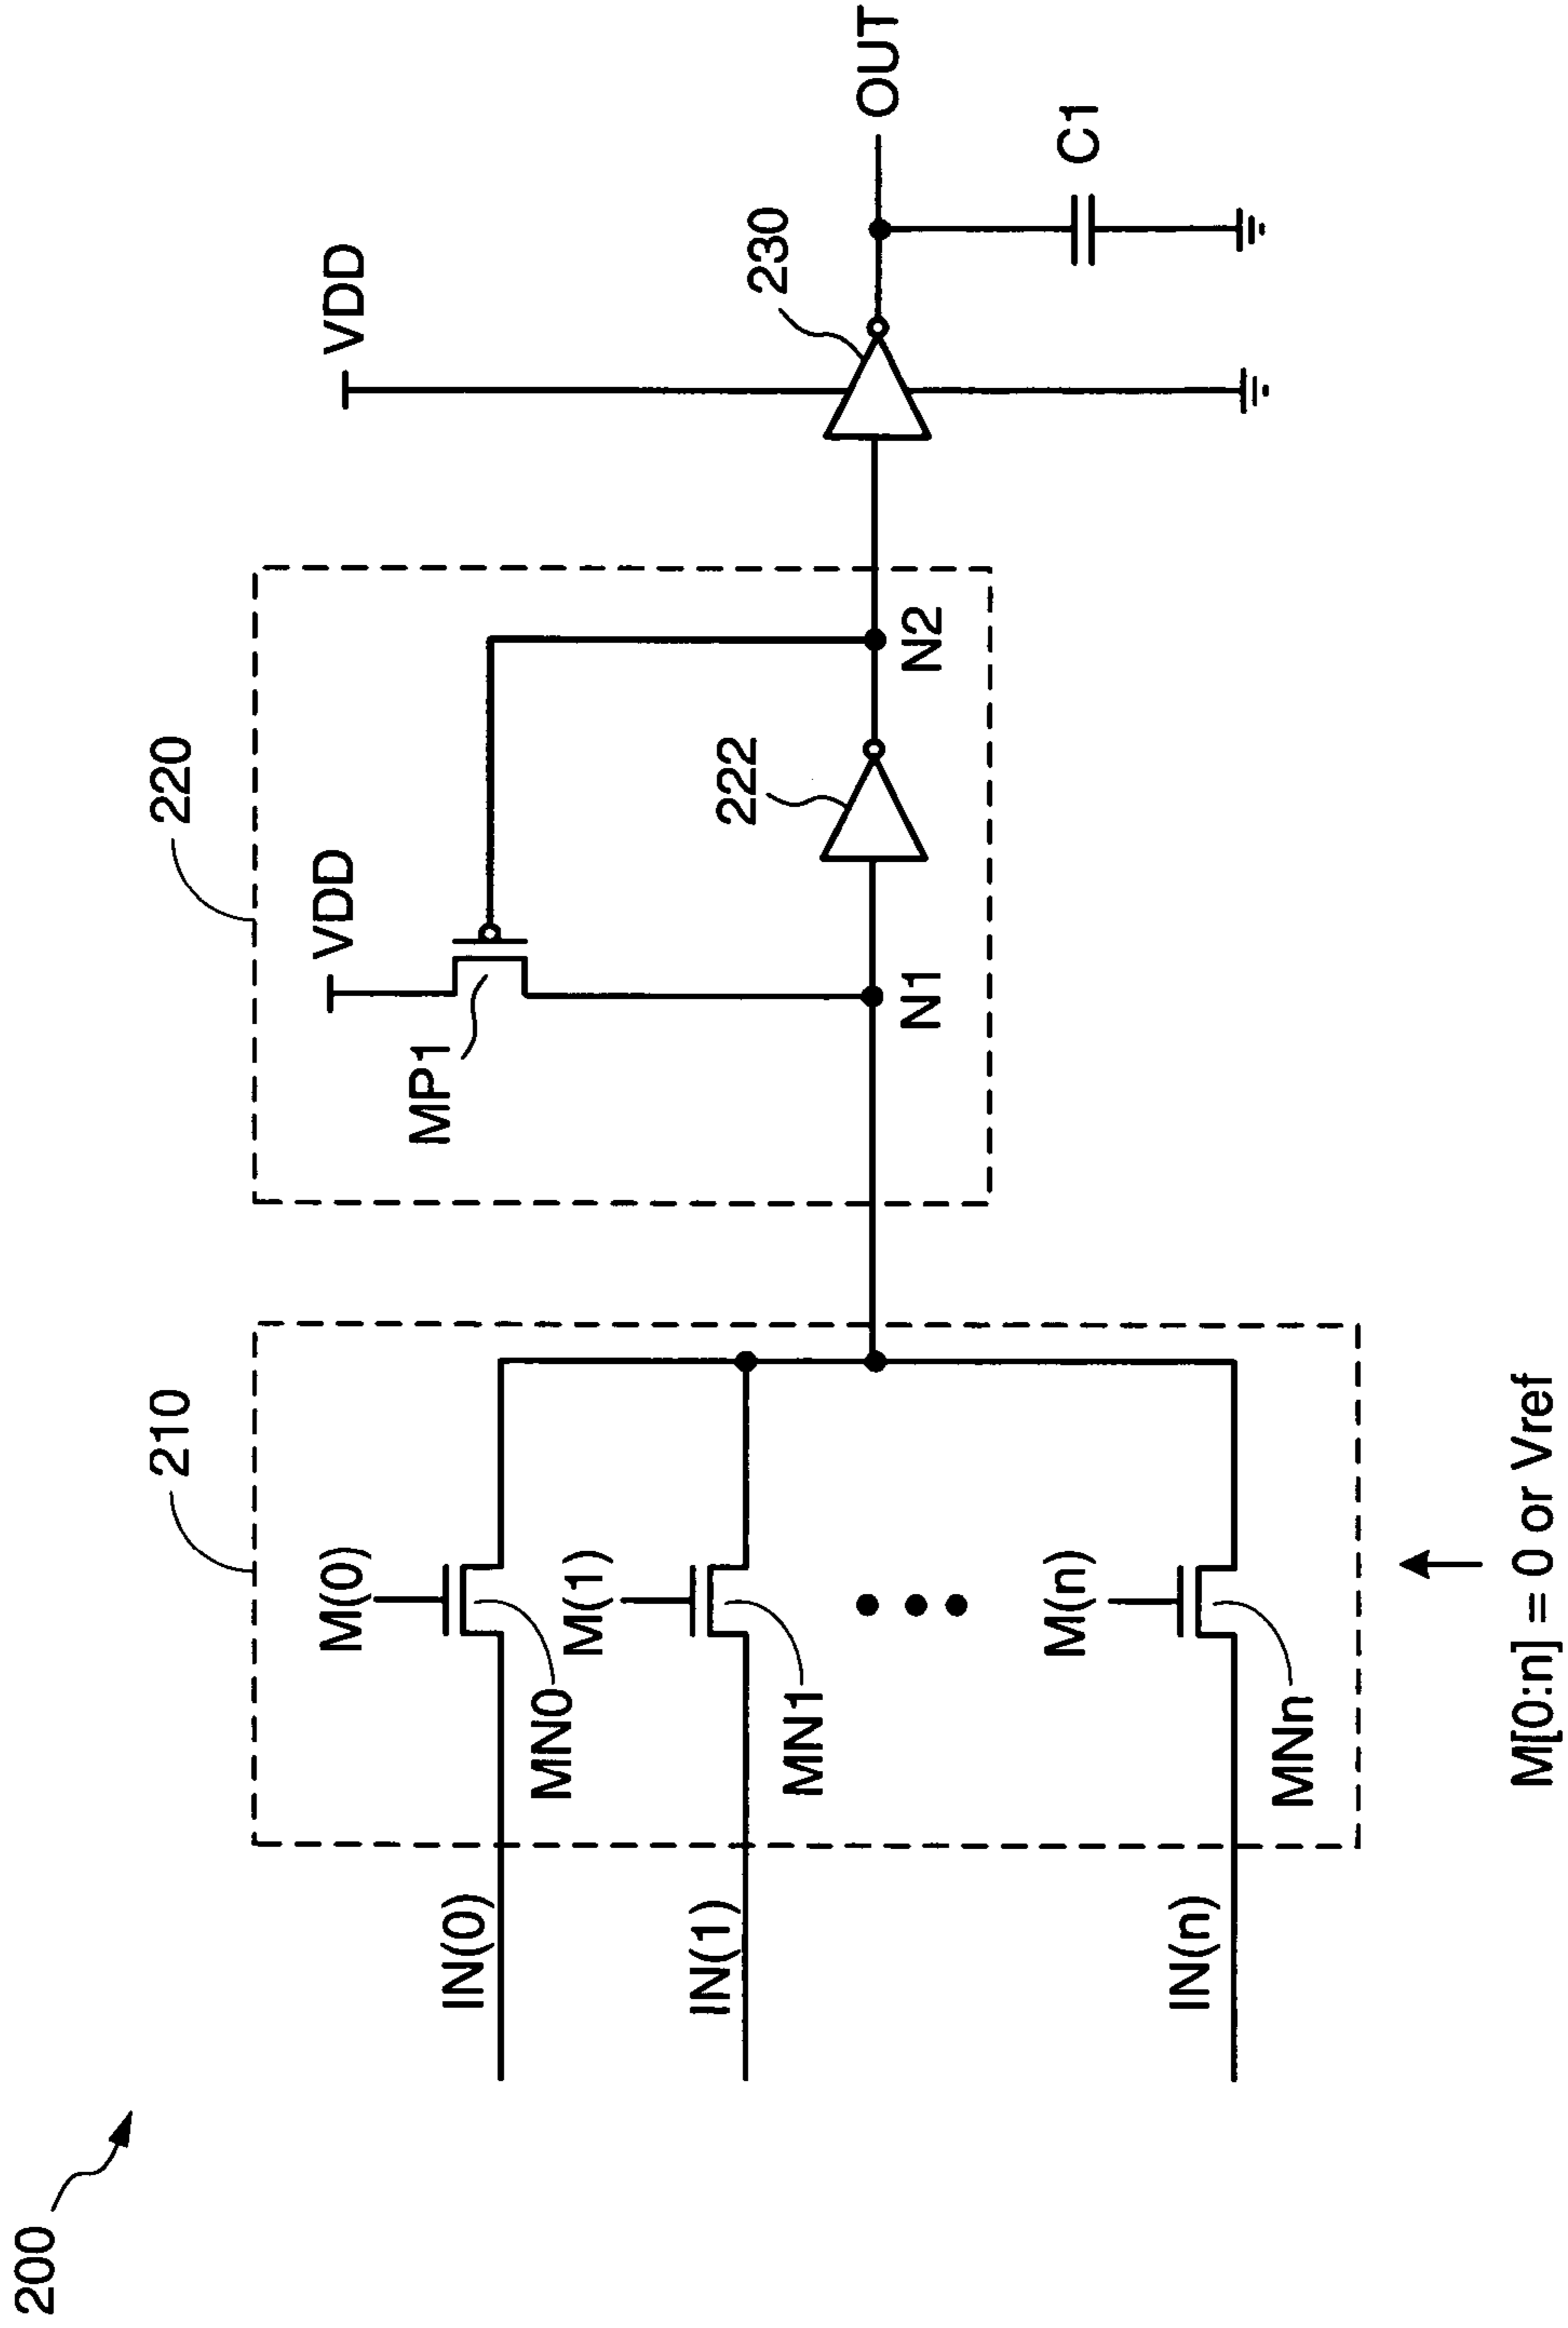 200
210
220
VDD
VDD
MP1
222
230
OUT
C1
N1
N2
M(0)
IN(0)
MN0
M(1)
IN(1)
MN1
M(n)
IN(n)
MNn
M[0:n] = 0 or Vref